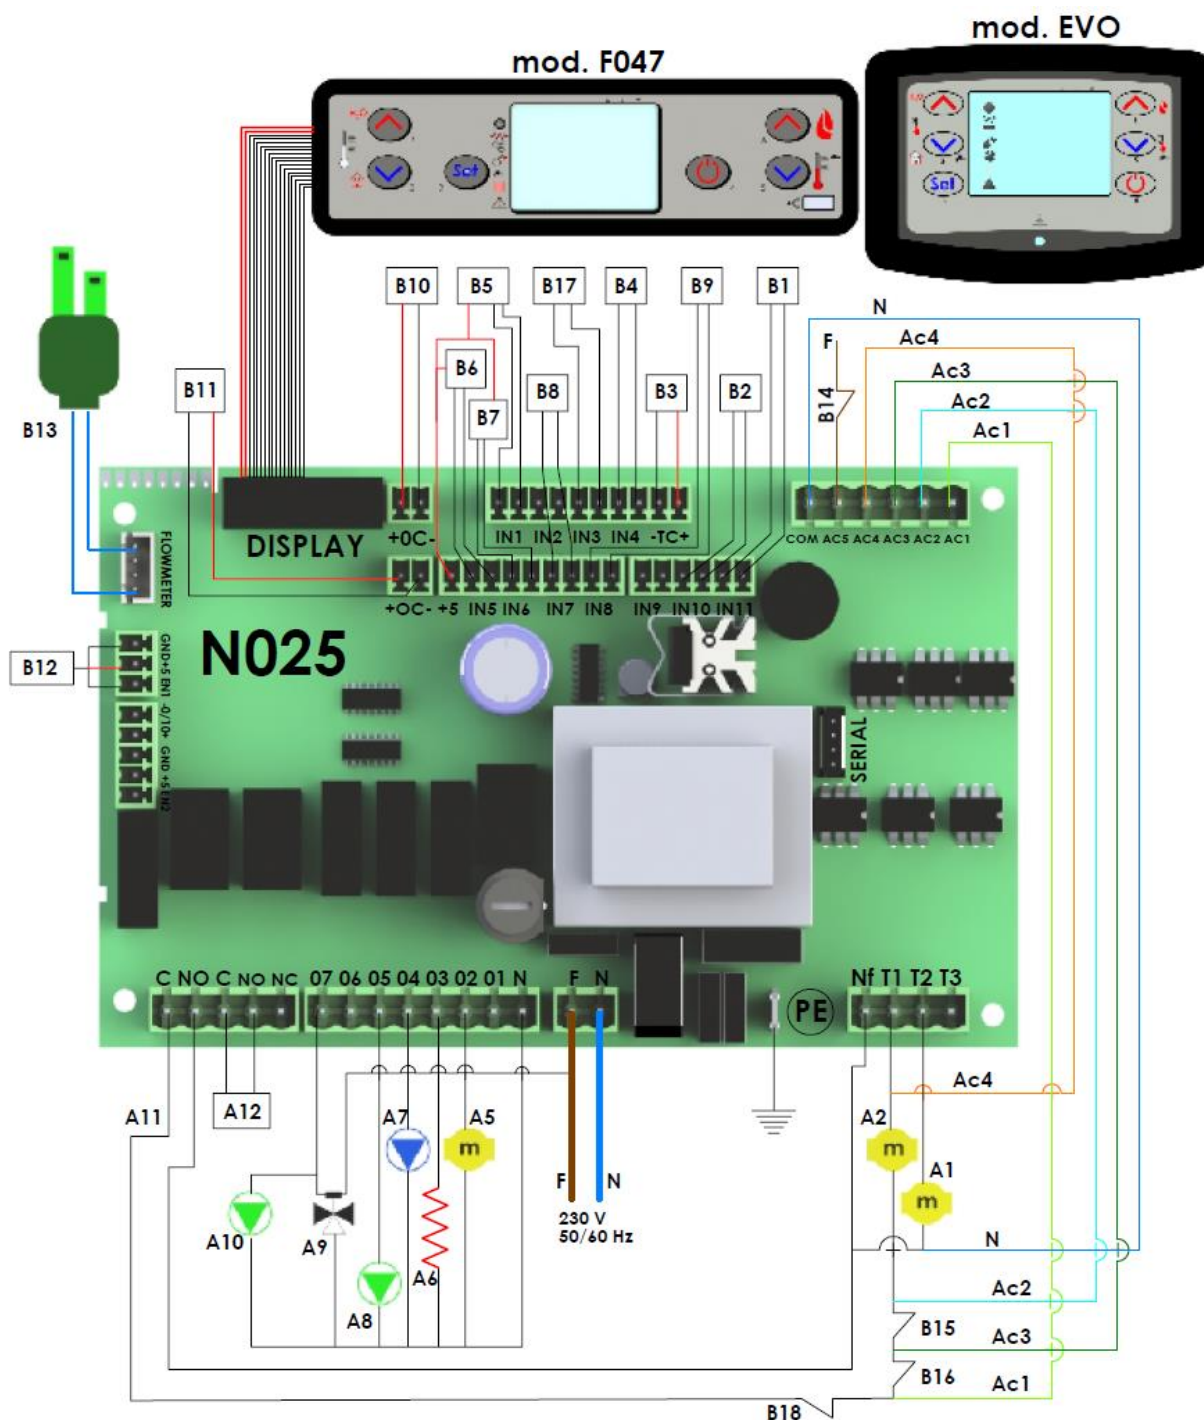 mod. EVO
mod. F047
Set
Set
B10
B5
B17
B4
B9
B1
N
F
Ac4
B11
B6
B7
B8
B3
B2
B14
Ac3
Ac2
Ac1
B13
DISPLAY
+0C-
IN1 IN2 IN3 IN4 -TC+
COM AC5 AC4 AC3 AC2 AC1
FLOWMETER
+OC- +5 IN5 IN6 IN7 IN8 IN9 IN10 IN11
N025
B12
GND+5 EN1
-0/10+
GND +5 EN2
SERIAL
C NO C NO NC
07 06 05 04 03 02 01 N
F N
PE
Nf T1 T2 T3
A11
A12
A7
A5
m
Ac4
A2
m
A1
m
F
N
230 V
50/60 Hz
A10
A9
A6
A8
N
Ac2
B15
Ac3
B16
Ac1
B18